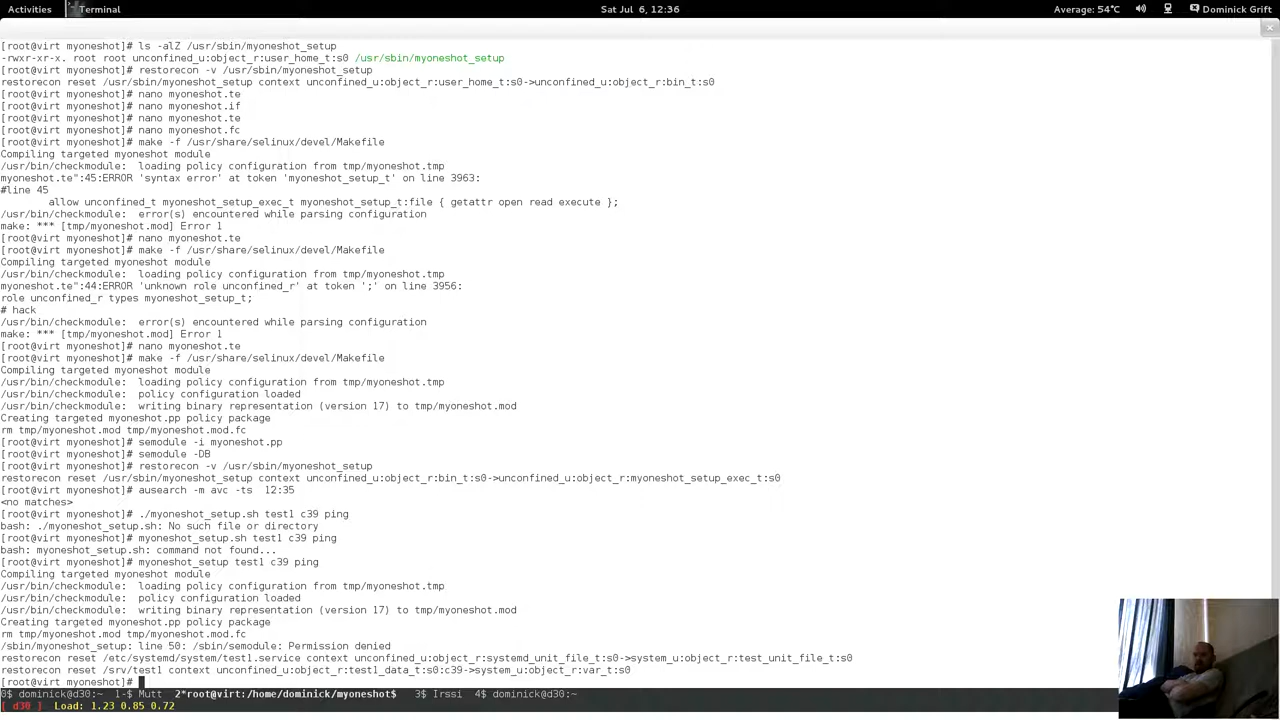 Activities Terminal Sat Jul 6, 12:36 Average: 54°C Dominick Grift
[root@virt myoneshot]# ls -alZ /usr/sbin/myoneshot_setup
-rwxr-xr-x. root root unconfined_u:object_r:user_home_t:s0 /usr/sbin/myoneshot_setup
[root@virt myoneshot]# restorecon -v /usr/sbin/myoneshot_setup
restorecon reset /usr/sbin/myoneshot_setup context unconfined_u:object_r:user_home_t:s0->unconfined_u:object_r:bin_t:s0
[root@virt myoneshot]# nano myoneshot.te
[root@virt myoneshot]# nano myoneshot.if
[root@virt myoneshot]# nano myoneshot.te
[root@virt myoneshot]# nano myoneshot.fc
[root@virt myoneshot]# make -f /usr/share/selinux/devel/Makefile
Compiling targeted myoneshot module
/usr/bin/checkmodule:  loading policy configuration from tmp/myoneshot.tmp
myoneshot.te":45:ERROR 'syntax error' at token 'myoneshot_setup_t' on line 3963:
#line 45
allow unconfined_t myoneshot_setup_exec_t myoneshot_setup_t:file { getattr open read execute };
/usr/bin/checkmodule:  error(s) encountered while parsing configuration
make: *** [tmp/myoneshot.mod] Error 1
[root@virt myoneshot]# nano myoneshot.te
[root@virt myoneshot]# make -f /usr/share/selinux/devel/Makefile
Compiling targeted myoneshot module
/usr/bin/checkmodule:  loading policy configuration from tmp/myoneshot.tmp
myoneshot.te":44:ERROR 'unknown role unconfined_r' at token ';' on line 3956:
role unconfined_r types myoneshot_setup_t;
# hack
/usr/bin/checkmodule:  error(s) encountered while parsing configuration
make: *** [tmp/myoneshot.mod] Error 1
[root@virt myoneshot]# nano myoneshot.te
[root@virt myoneshot]# make -f /usr/share/selinux/devel/Makefile
Compiling targeted myoneshot module
/usr/bin/checkmodule:  loading policy configuration from tmp/myoneshot.tmp
/usr/bin/checkmodule:  policy configuration loaded
/usr/bin/checkmodule:  writing binary representation (version 17) to tmp/myoneshot.mod
Creating targeted myoneshot.pp policy package
rm tmp/myoneshot.mod tmp/myoneshot.mod.fc
[root@virt myoneshot]# semodule -i myoneshot.pp
[root@virt myoneshot]# semodule -DB
[root@virt myoneshot]# restorecon -v /usr/sbin/myoneshot_setup
restorecon reset /usr/sbin/myoneshot_setup context unconfined_u:object_r:bin_t:s0->unconfined_u:object_r:myoneshot_setup_exec_t:s0
[root@virt myoneshot]# ausearch -m avc -ts  12:35
<no matches>
[root@virt myoneshot]# ./myoneshot_setup.sh test1 c39 ping
bash: ./myoneshot_setup.sh: No such file or directory
[root@virt myoneshot]# myoneshot_setup.sh test1 c39 ping
bash: myoneshot_setup.sh: command not found...
[root@virt myoneshot]# myoneshot_setup test1 c39 ping
Compiling targeted myoneshot module
/usr/bin/checkmodule:  loading policy configuration from tmp/myoneshot.tmp
/usr/bin/checkmodule:  policy configuration loaded
/usr/bin/checkmodule:  writing binary representation (version 17) to tmp/myoneshot.mod
Creating targeted myoneshot.pp policy package
rm tmp/myoneshot.mod tmp/myoneshot.mod.fc
/sbin/myoneshot_setup: line 50: /sbin/semodule: Permission denied
restorecon reset /etc/systemd/system/test1.service context unconfined_u:object_r:systemd_unit_file_t:s0->system_u:object_r:test_unit_file_t:s0
restorecon reset /srv/test1 context unconfined_u:object_r:test1_data_t:s0:c39->system_u:object_r:var_t:s0
[root@virt myoneshot]#
0$ dominick@d30:~  1-$ Mutt  2*root@virt:/home/dominick/myoneshot$  3$ Irssi  4$ dominick@d30:~
[ d30 ]  Load: 1.23 0.85 0.72